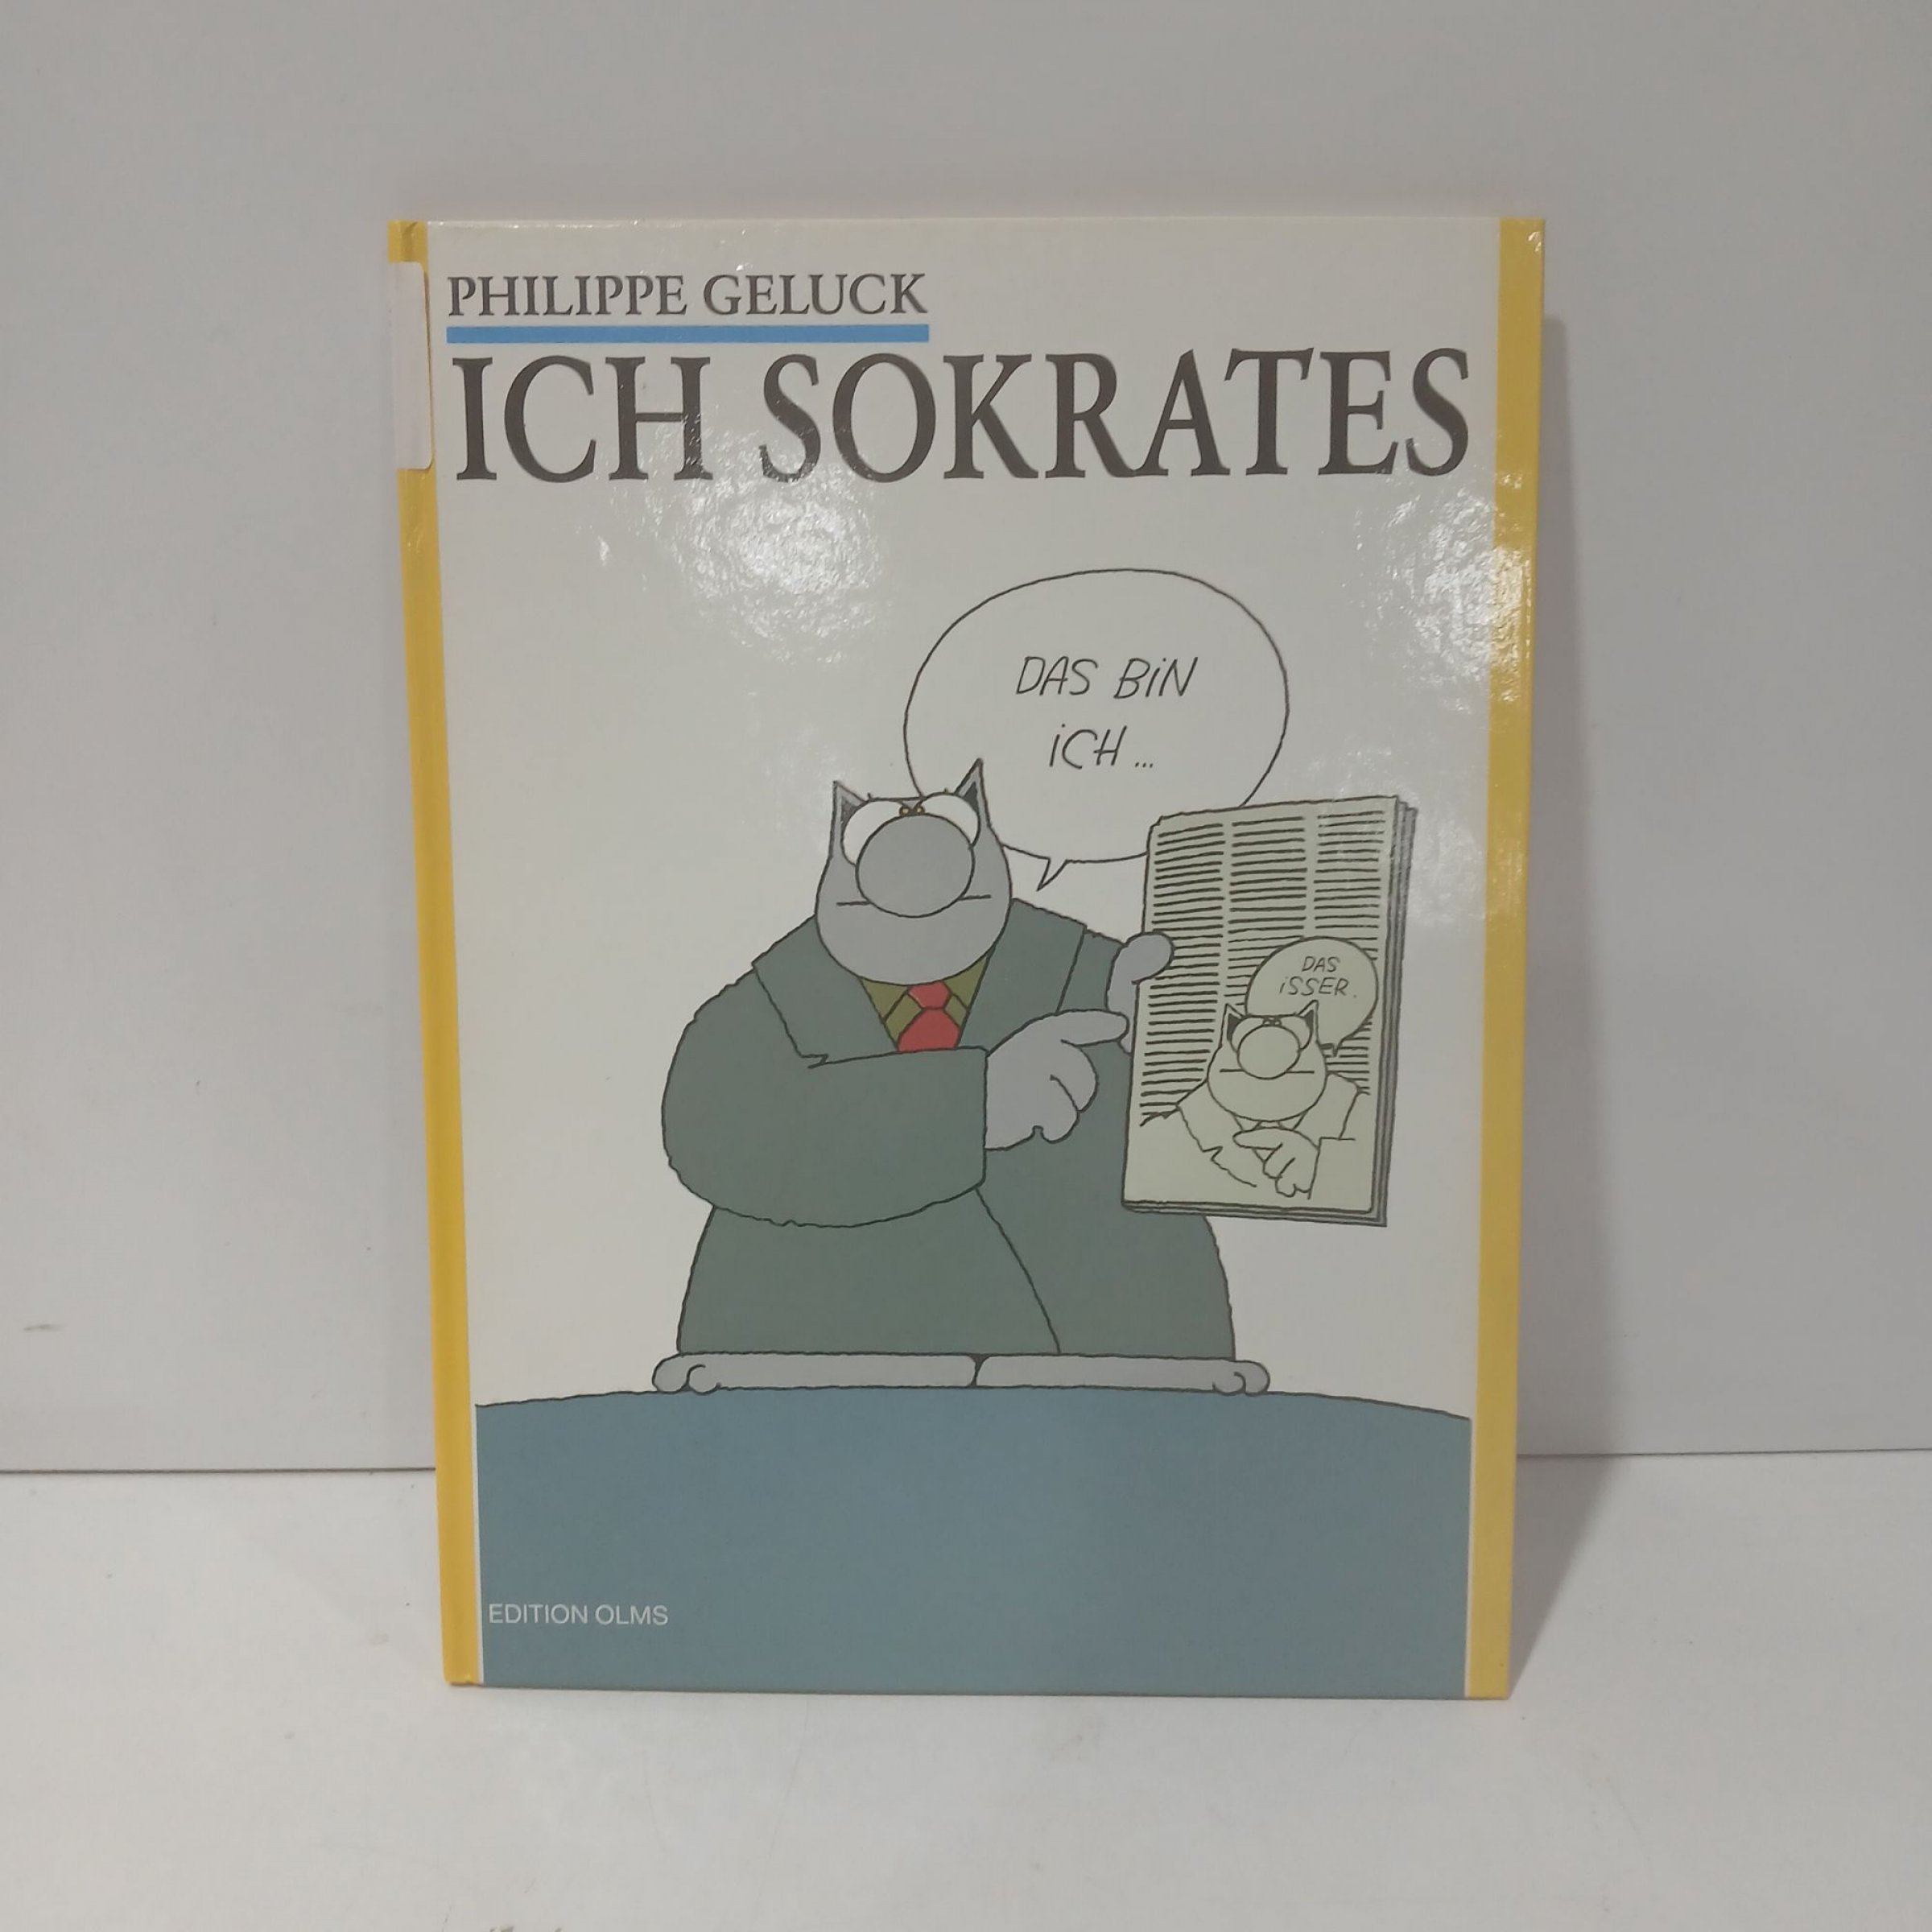 PHILIPPE GELUCK
ICH SOKRATES
DAS BiN
iCH...
DAS
iSSER.
EDITION OLMS